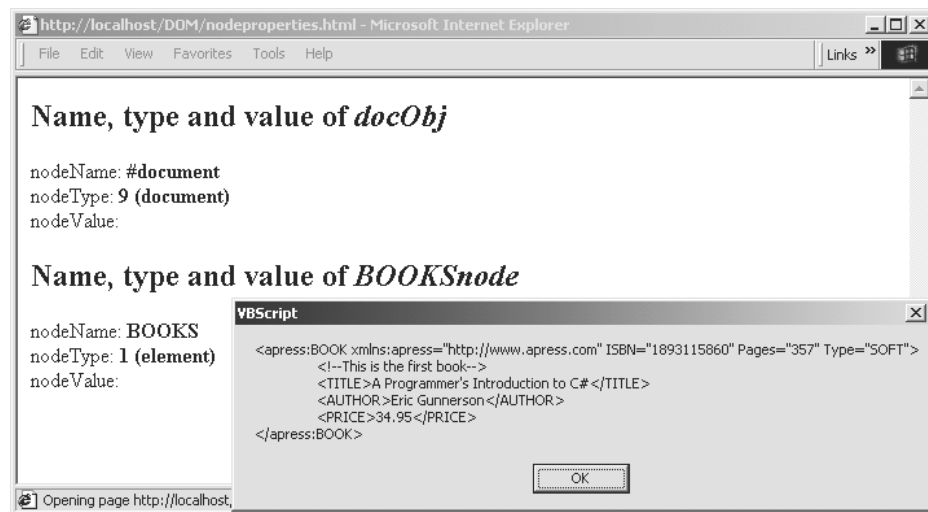 http://localhost/DOM/nodeproperties.html - Microsoft Internet Explorer
File Edit View Favorites Tools Help Links »
Name, type and value of docObj
nodeName: #document
nodeType: 9 (document)
nodeValue:
Name, type and value of BOOKSnode
nodeName: BOOKS
nodeType: 1 (element)
nodeValue:
VBScript
<apress:BOOK xmlns:apress="http://www.apress.com" ISBN="1893115860" Pages="357" Type="SOFT">
<!--This is the first book-->
<TITLE>A Programmer's Introduction to C#</TITLE>
<AUTHOR>Eric Gunnerson</AUTHOR>
<PRICE>34.95</PRICE>
</apress:BOOK>
OK
Opening page http://localhost,